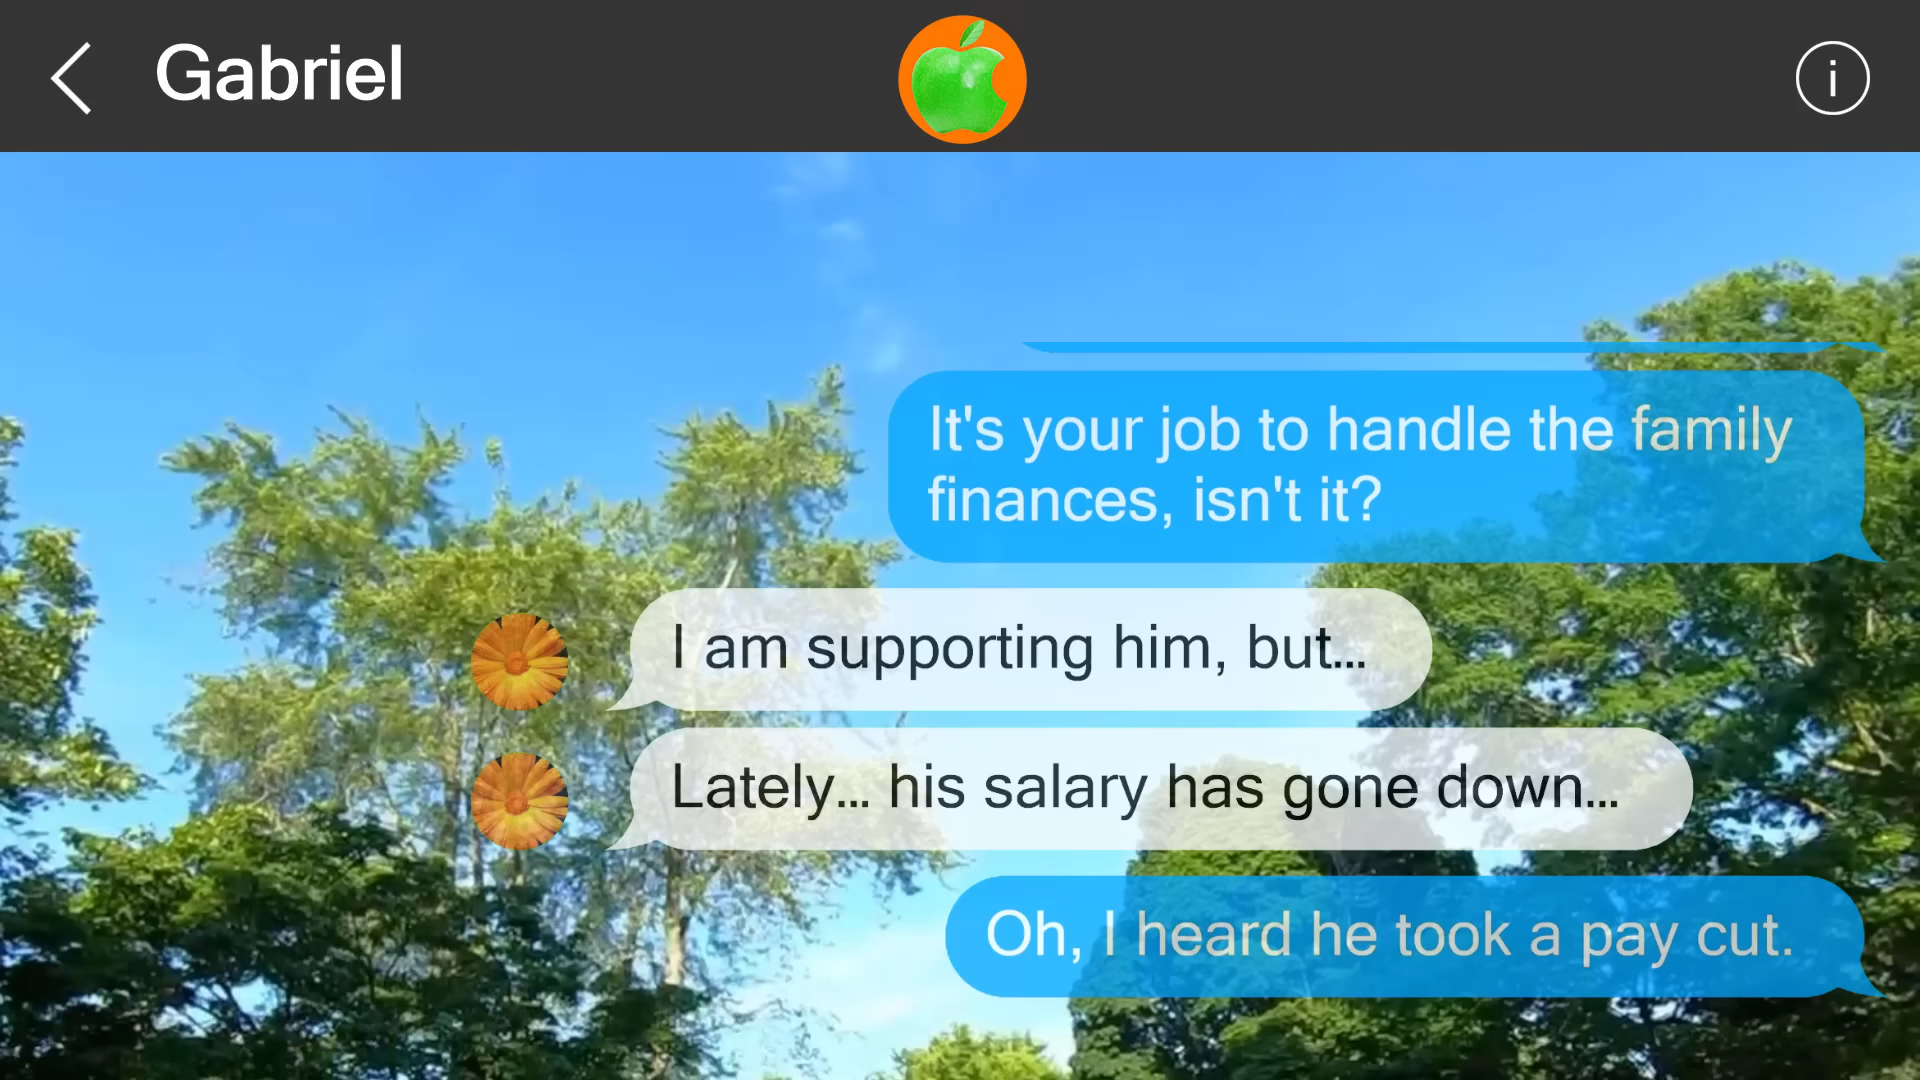 Gabriel
It's your job to handle the family
finances, isn't it?
I am supporting him, but...
Lately... his salary has gone down...
Oh, I heard he took a pay cut.